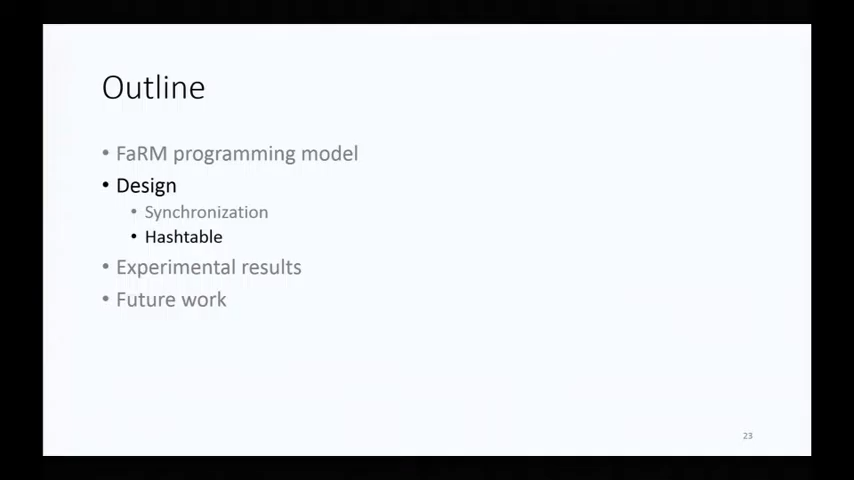 Outline
• FaRM programming model
• Design
• Synchronization
• Hashtable
• Experimental results
• Future work
23